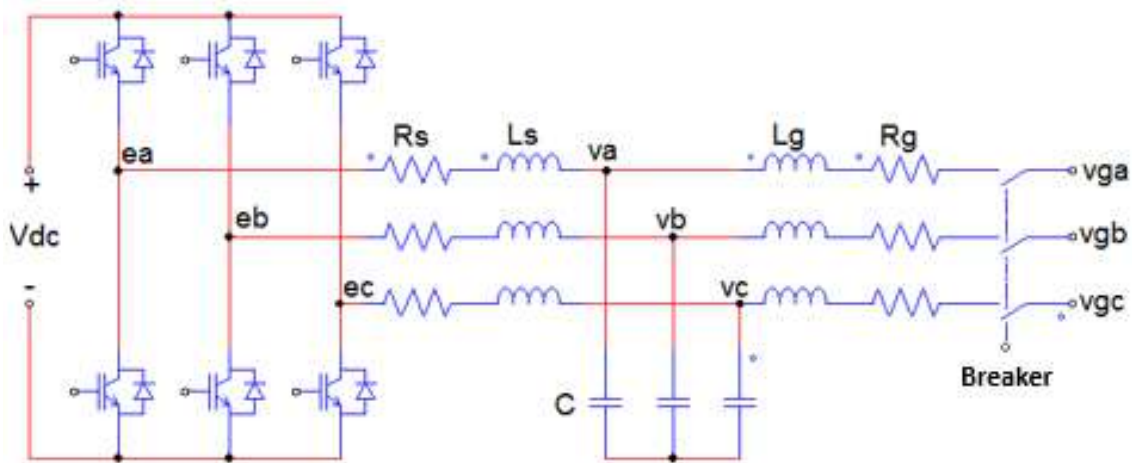 Rs Ls Lg Rg
ea va vga
+
Vdc eb vb vgb
-
ec vc vgc
C Breaker